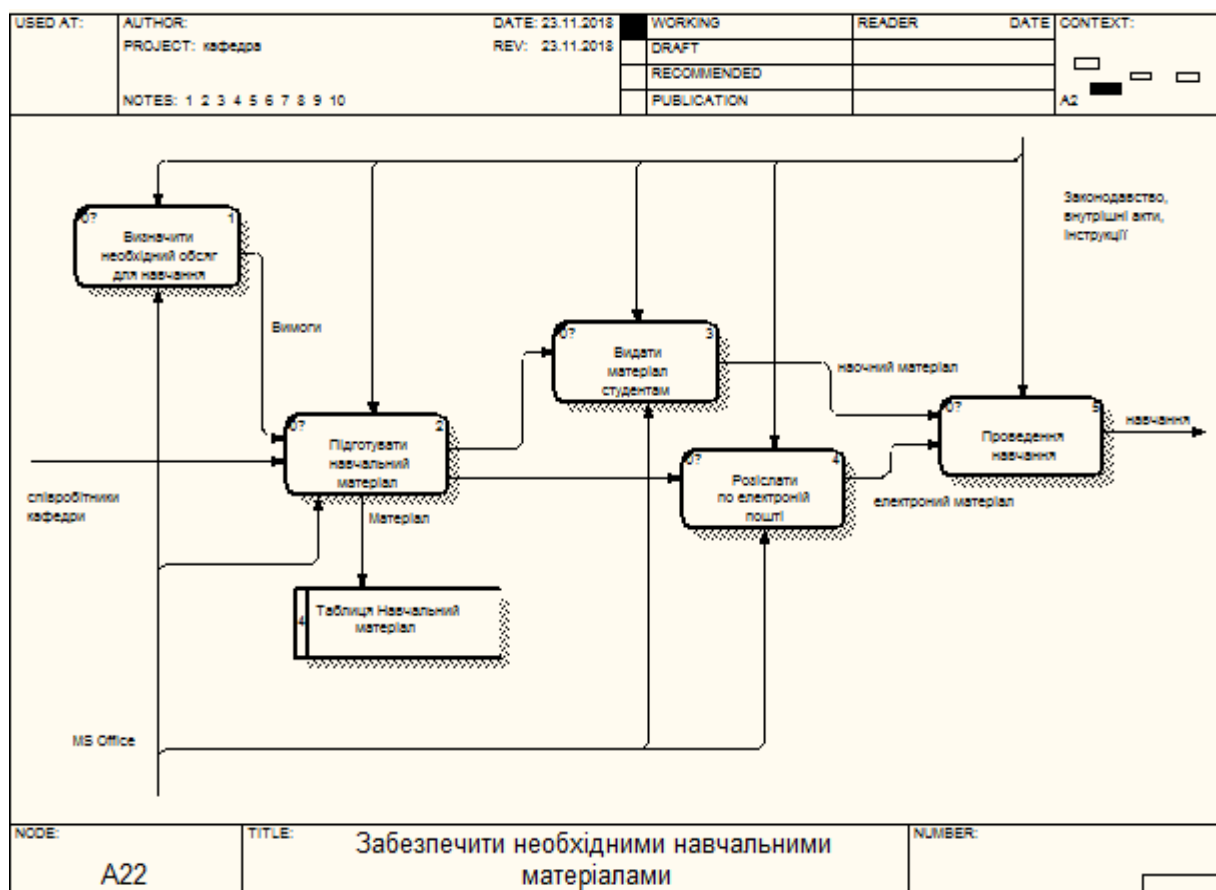 USED AT:
AUTHOR:
DATE: 23.11.2018
PROJECT: кафедра
REV: 23.11.2018
NOTES: 1 2 3 4 5 6 7 8 9 10
WORKING
DRAFT
RECOMMENDED
PUBLICATION
READER
DATE
CONTEXT:
A2
Законодавство,
внутрішні акти,
інструкції
0?
1
Визначити
необхідний обсяг
для навчання
Вимоги
0?
3
Видати
матеріал
студентам
наочний матеріал
0?
5
Проведення
навчання
навчання
0?
2
Підготувати
навчальний
матеріал
0?
4
Розіслати
по електроній
пошті
електроний матеріал
співробітники
кафедри
Матеріал
4
Таблиця Навчальний
матеріал
MS Office
NODE:
A22
TITLE:
Забезпечити необхідними навчальними
матеріалами
NUMBER: